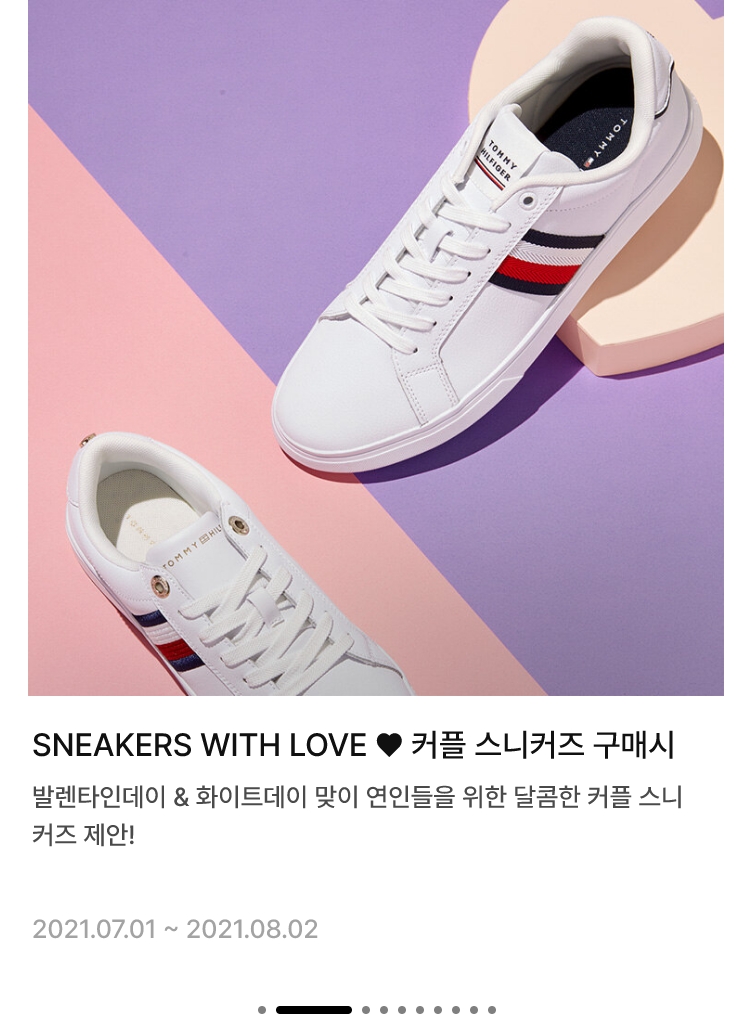 TOMMY
TOMMY
HILFIGER
TOMMY HIL
SNEAKERS WITH LOVE 🖤 커플 스니커즈 구매시
발렌타인데이 & 화이트데이 맞이 연인들을 위한 달콤한 커플 스니
커즈 제안!
2021.07.01 ~ 2021.08.02